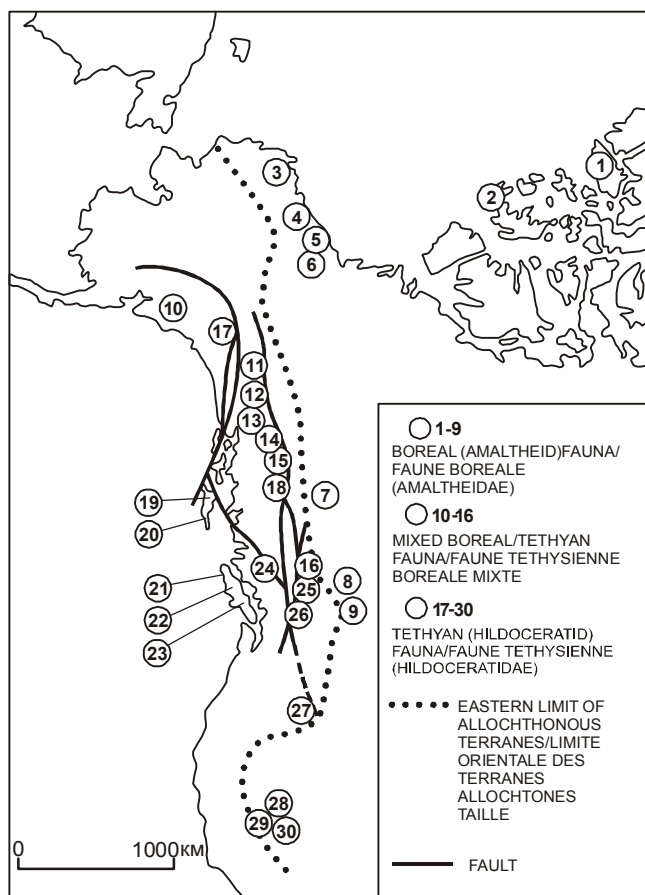 1
2
3
4
5
6
10
17
11
12
13
14
15
18
7
19
20
24
16
8
21
25
22
26
9
23
27
28
29
30
0
1000км
1-9
BOREAL (AMALTHEID)FAUNA/
FAUNE BOREALE
(AMALTHEIDAE)
10-16
MIXED BOREAL/TETHYAN
FAUNA/FAUNE TETHYSIENNE
BOREALE MIXTE
17-30
TETHYAN (HILDOCERATID)
FAUNA/FAUNE TETHYSIENNE
(HILDOCERATIDAE)
EASTERN LIMIT OF
ALLOCHTHONOUS
TERRANES/LIMITE
ORIENTALE DES
TERRANES
ALLOCHTONES
TAILLE
FAULT